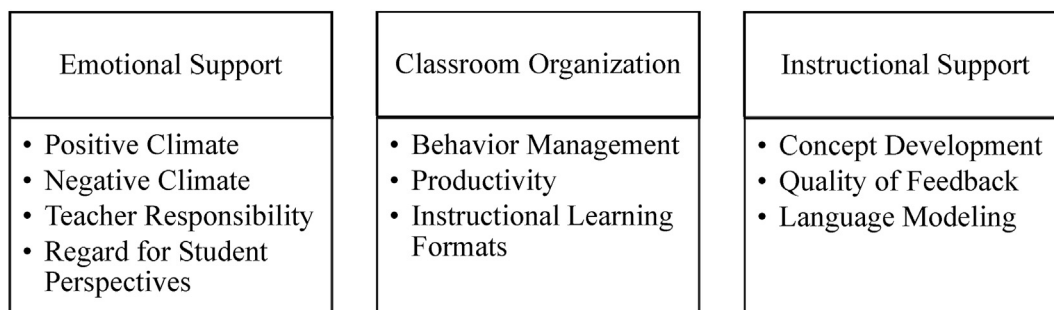 Emotional Support
• Positive Climate
• Negative Climate
• Teacher Responsibility
• Regard for Student
Perspectives
Classroom Organization
• Behavior Management
• Productivity
• Instructional Learning
Formats
Instructional Support
• Concept Development
• Quality of Feedback
• Language Modeling